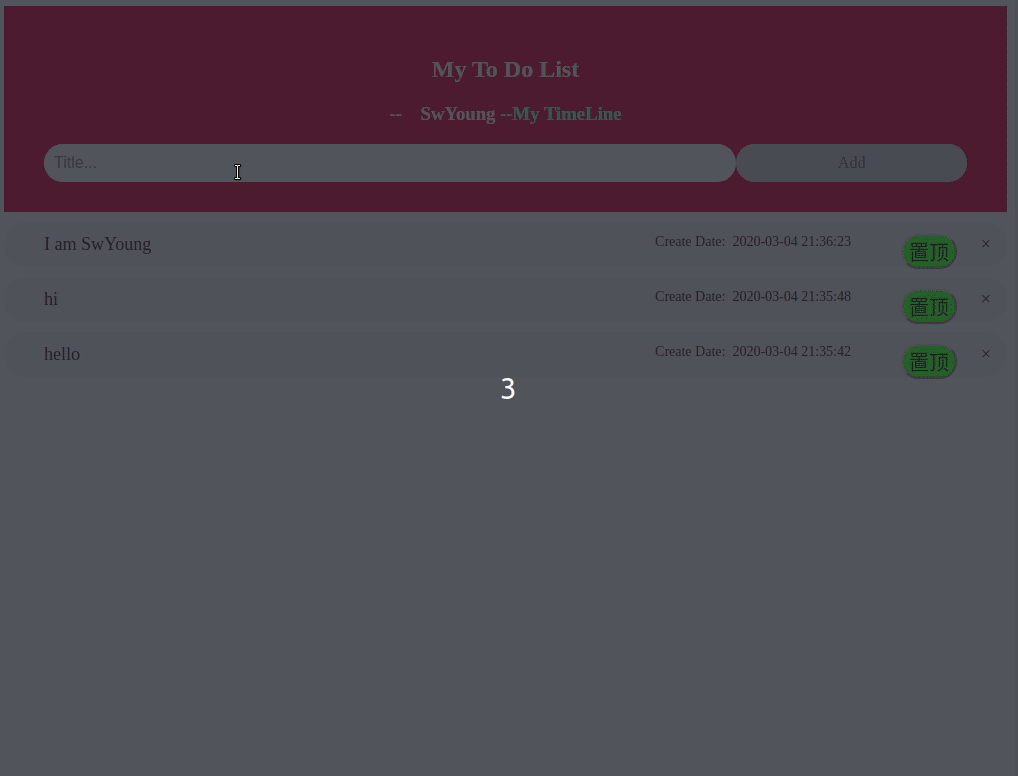 My To Do List
-- SwYoung --My TimeLine
Title... Add
I am SwYoung Create Date: 2020-03-04 21:36:23 置顶 ×
hi Create Date: 2020-03-04 21:35:48 置顶 ×
hello Create Date: 2020-03-04 21:35:42 置顶 ×
3